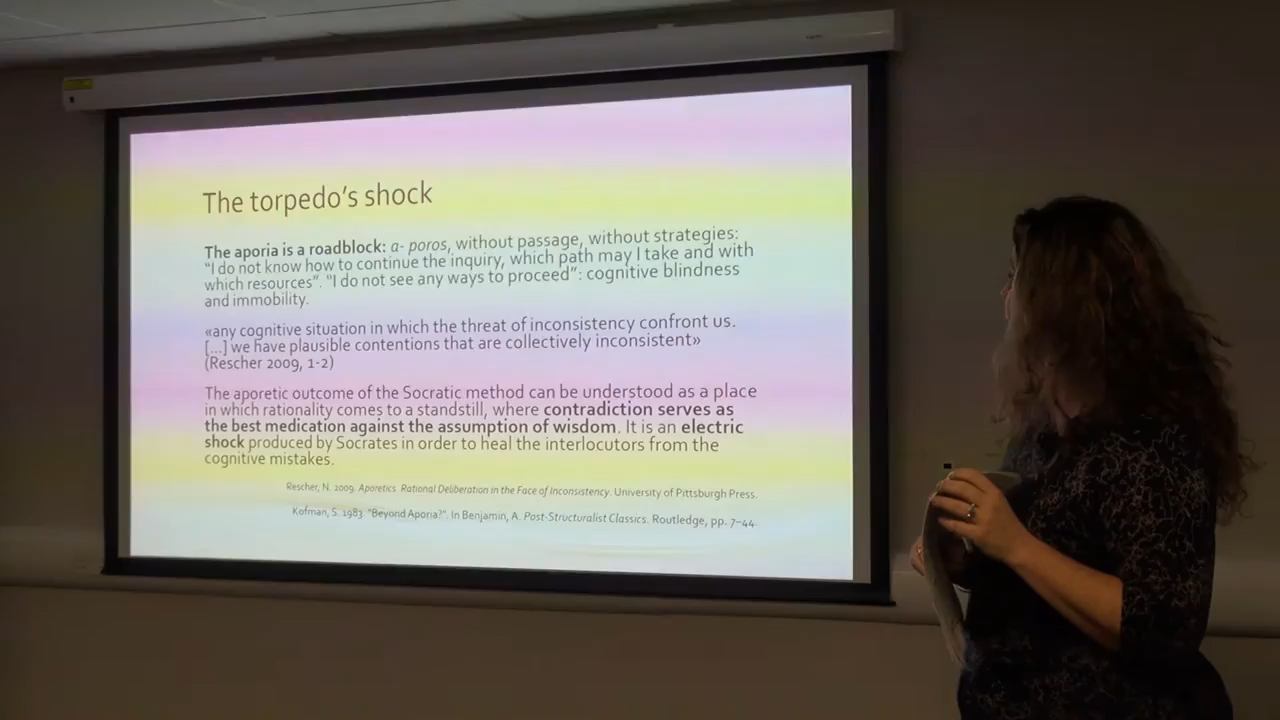 The torpedo's shock
The aporia is a roadblock: a- poros, without passage, without strategies:
"I do not know how to continue the inquiry, which path may I take and with
which resources". "I do not see any ways to proceed": cognitive blindness
and immobility.
«any cognitive situation in which the threat of inconsistency confront us.
[...] we have plausible contentions that are collectively inconsistent»
(Rescher 2009, 1-2)
The aporetic outcome of the Socratic method can be understood as a place
in which rationality comes to a standstill, where contradiction serves as
the best medication against the assumption of wisdom. It is an electric
shock produced by Socrates in order to heal the interlocutors from the
cognitive mistakes.
Rescher, N. 2009. Aporetics. Rational Deliberation in the Face of Inconsistency. University of Pittsburgh Press.
Kofman, S. 1983. "Beyond Aporia?". In Benjamin, A. Post-Structuralist Classics. Routledge, pp. 7–44.